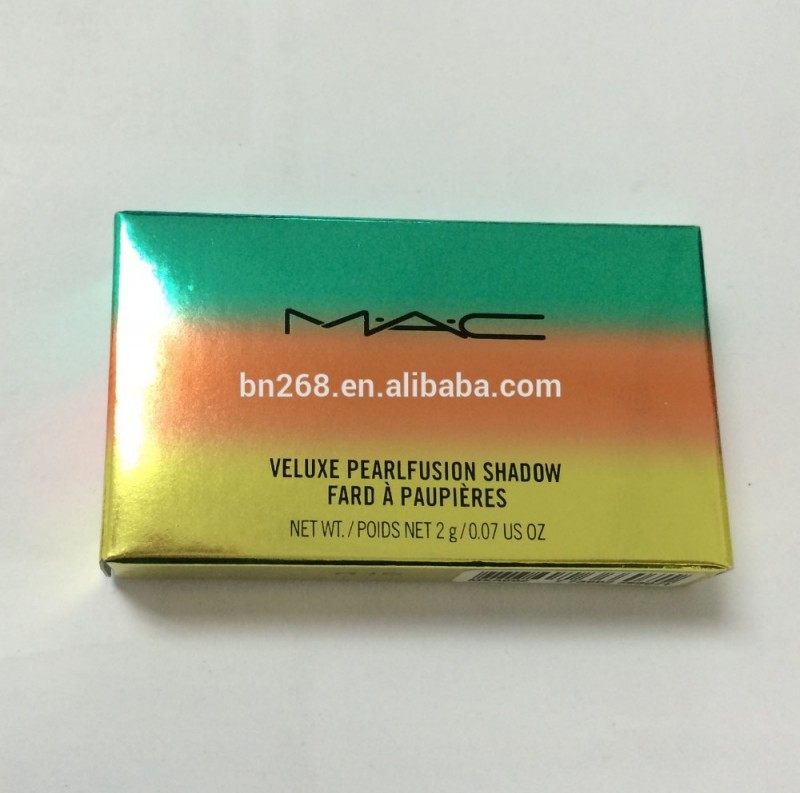 M·A·C
bn268.en.alibaba.com
VELUXE PEARLFUSION SHADOW
FARD À PAUPIÈRES
NET WT./POIDS NET 2 g/0.07 US OZ